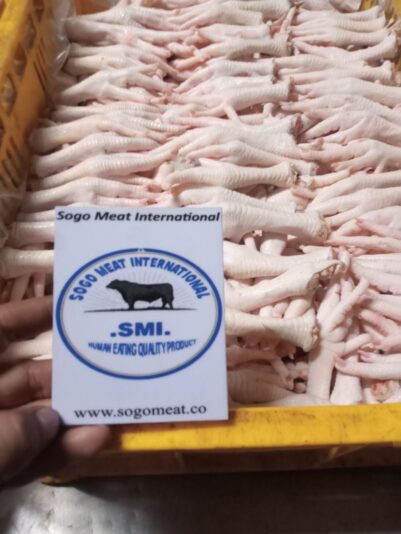 Sogo Meat International
SOGO MEAT INTERNATIONAL
.SMI.
HUMAN EATING QUALITY PRODUCT
www.sogomeat.co